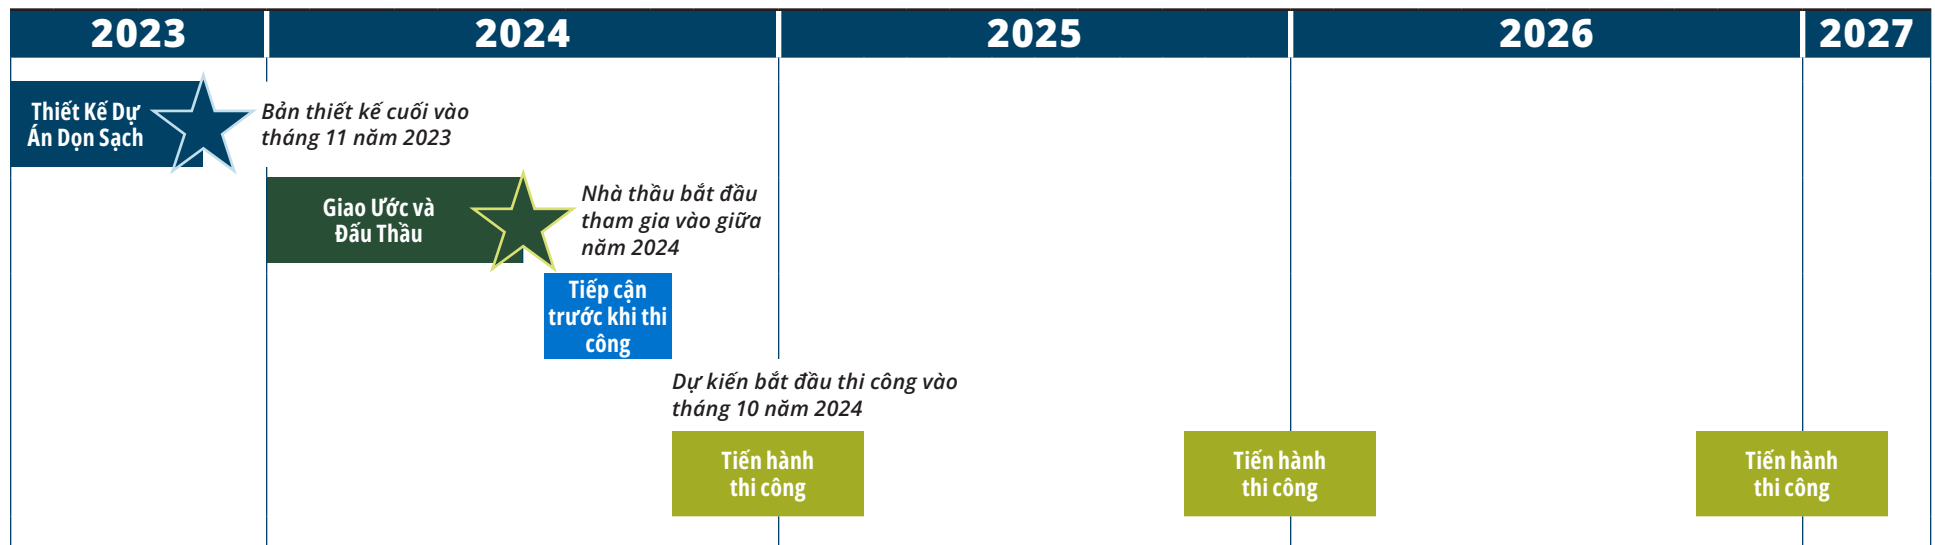 2023
2024
2025
2026
2027
Thiết Kế Dự
Án Dọn Sạch
Bản thiết kế cuối vào
tháng 11 năm 2023
Giao Ước và
Đấu Thầu
Nhà thầu bắt đầu
tham gia vào giữa
năm 2024
Tiếp cận
trước khi thi
công
Dự kiến bắt đầu thi công vào
tháng 10 năm 2024
Tiến hành
thi công
Tiến hành
thi công
Tiến hành
thi công